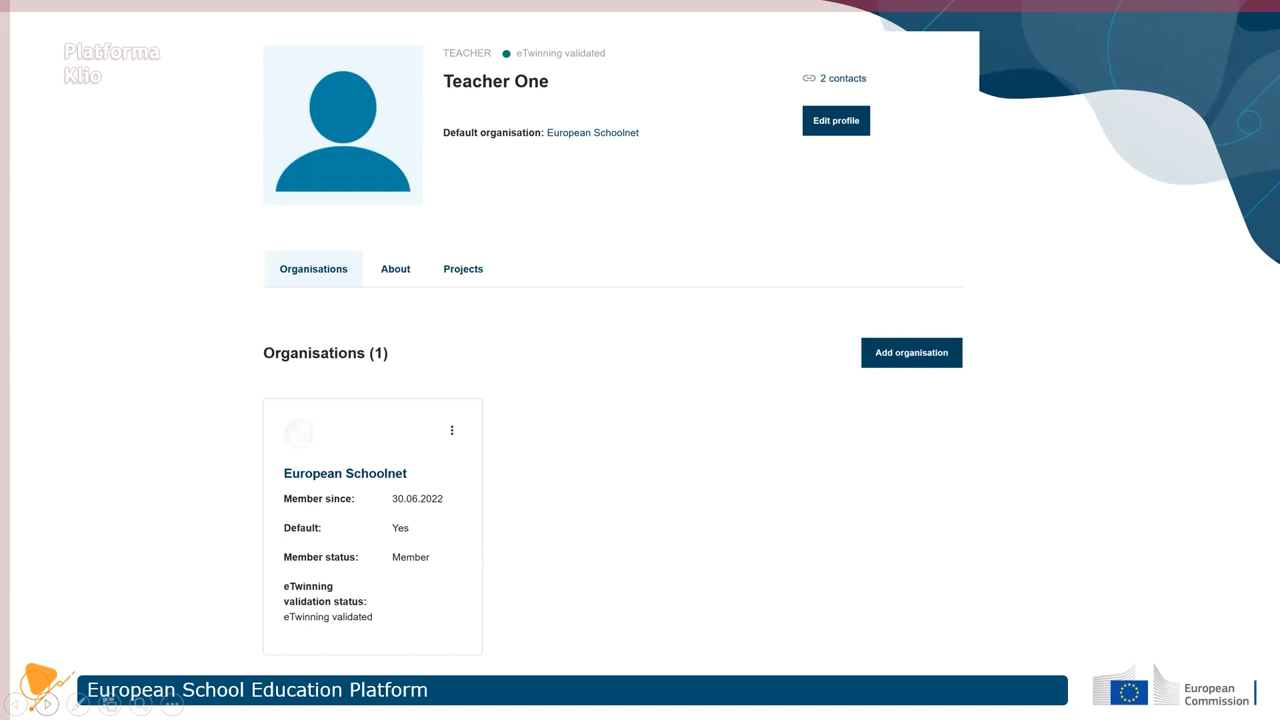 Platforma
Klio
TEACHER eTwinning validated
Teacher One
2 contacts
Edit profile
Default organisation: European Schoolnet
Organisations About Projects
Organisations (1)
Add organisation
European Schoolnet
Member since: 30.06.2022
Default: Yes
Member status: Member
eTwinning
validation status:
eTwinning validated
European School Education Platform
European
Commission